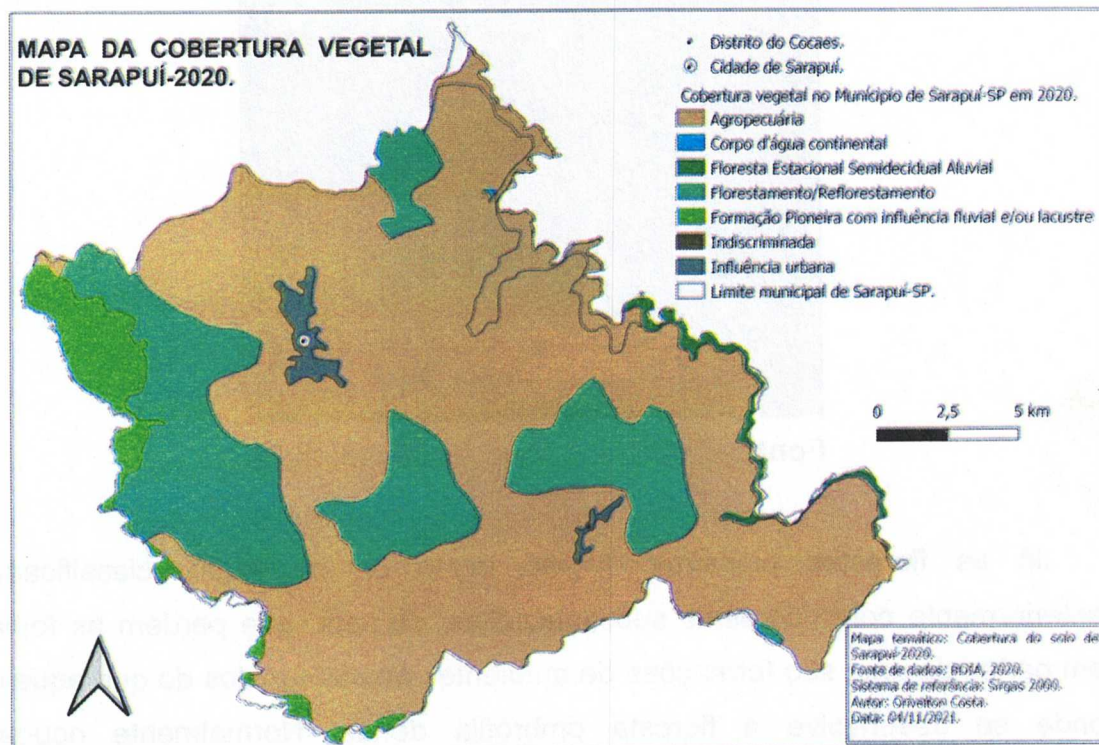 MAPA DA COBERTURA VEGETAL
DE SARAPUÍ-2020.
Distrito do Cocaes.
Cidade de Sarapuí.
Cobertura vegetal no Município de Sarapuí-SP em 2020.
Agropecuária
Corpo d'água continental
Floresta Estacional Semidecidual Aluvial
Florestamento/Reflorestamento
Formação Pioneira com influência fluvial e/ou lacustre
Indiscriminada
Influência urbana
Limite municipal de Sarapuí-SP.
0 2,5 5 km
Mapa temático: Cobertura do solo de
Sarapuí-2020.
Fonte de dados: BDIA, 2020.
Sistema de referência: Sirgas 2000.
Autor: Orivelton Costa.
Data: 04/11/2021.